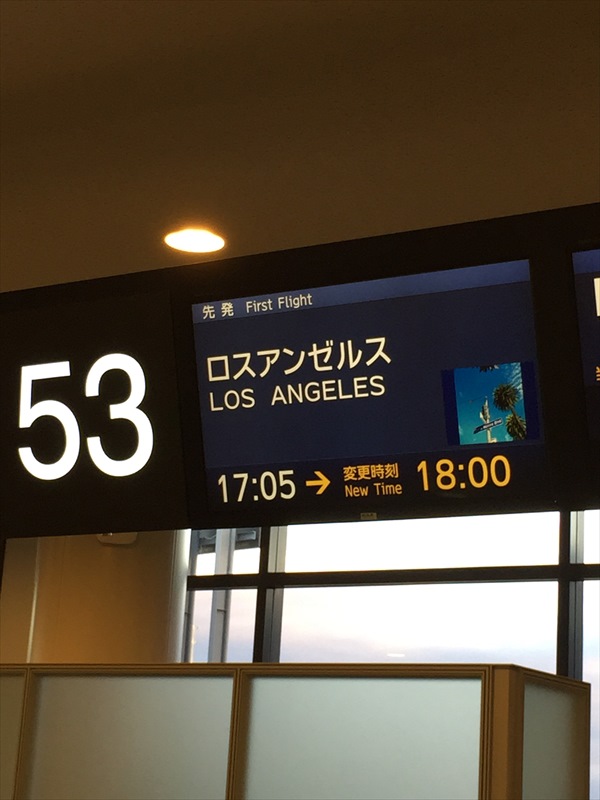 53
先発 First Flight
ロスアンゼルス
LOS ANGELES
17:05 → 変更時刻 18:00
New Time